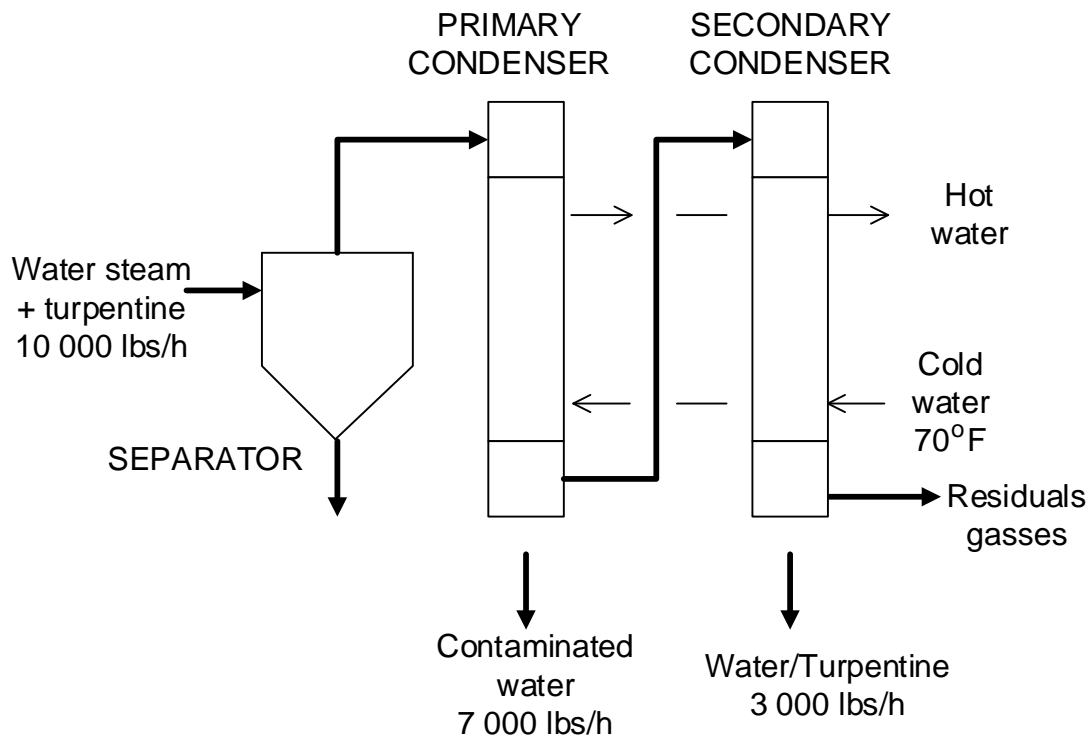 PRIMARY
CONDENSER
SECONDARY
CONDENSER
Hot
water
Water steam
+ turpentine
10 000 lbs/h
Cold
water
70°F
SEPARATOR
Residuals
gasses
Contaminated
water
7 000 lbs/h
Water/Turpentine
3 000 lbs/h